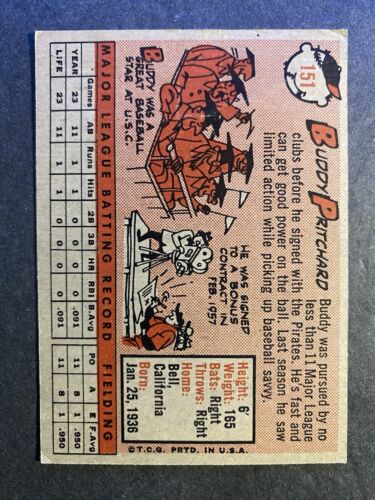 151
BUDDY PRITCHARD
Buddy was pursued by no
less than 11 Major League
clubs before he signed with the Pirates. He's fast and
can get good power on the ball. Last season he saw
limited action while picking up baseball savvy.
BUDDY WAS A
GREAT BASEBALL
STAR AT U.S.C.
HE WAS SIGNED
TO A BONUS
CONTRACT IN
FEB. 1957
Height: 6'
Weight: 165
Bats: Right
Throws: Right
Home:
Bell,
California
Born:
Jan. 25, 1936
©T.C.G. PRTD. IN U.S.A.
MAJOR LEAGUE BATTING RECORD FIELDING
Games AB Runs Hits 2B 3B HR RBI B.Avg PO A E F.Avg
YEAR 23 11 1 1 0 0 0 0 .091 11 8 1 .950
LIFE 23 11 1 1 0 0 0 0 .091 11 8 1 .950